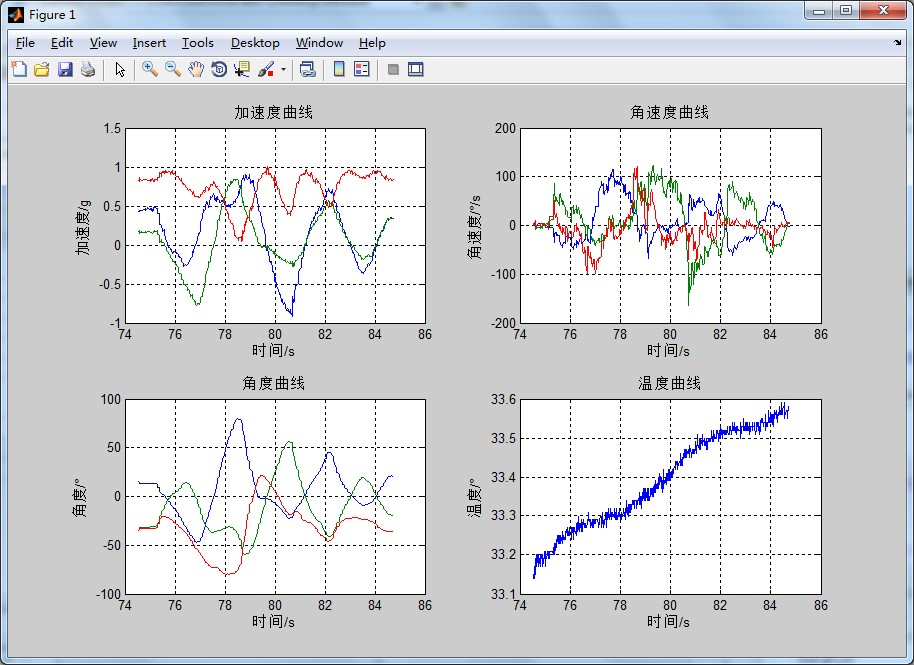 Figure 1
File Edit View Insert Tools Desktop Window Help
加速度曲线
1.5
1
0.5
0
-0.5
-1
加速度/g
74 76 78 80 82 84 86
时间/s
角速度曲线
200
100
0
-100
-200
角速度/°/s
74 76 78 80 82 84 86
时间/s
角度曲线
100
50
0
-50
-100
角度/°
74 76 78 80 82 84 86
时间/s
温度曲线
33.6
33.5
33.4
33.3
33.2
33.1
温度/°
74 76 78 80 82 84 86
时间/s